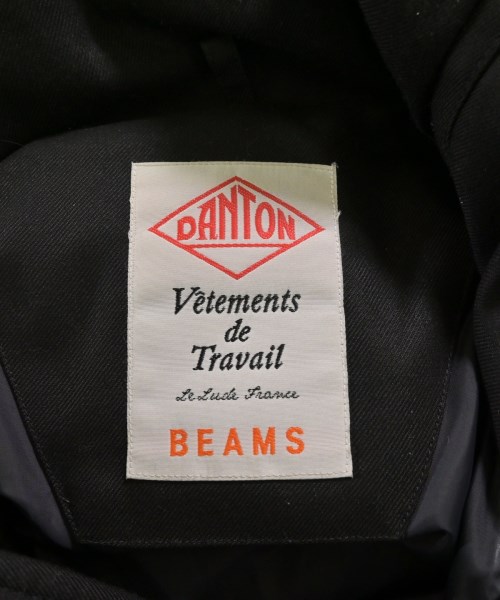 DANTON
Vêtements
de
Travail
Le Lude France
BEAMS